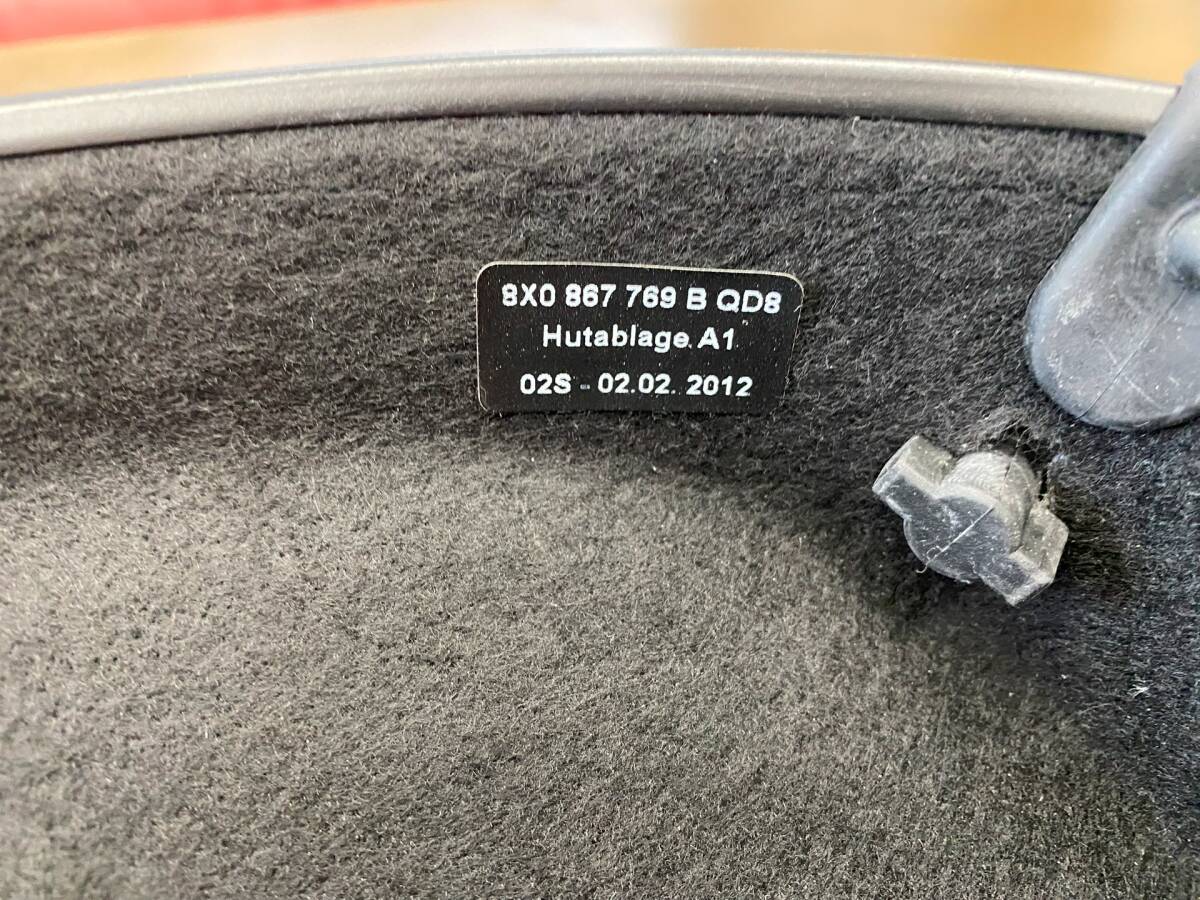 8X0 867 769 B QD8
Hutablage A1
02S - 02.02. 2012